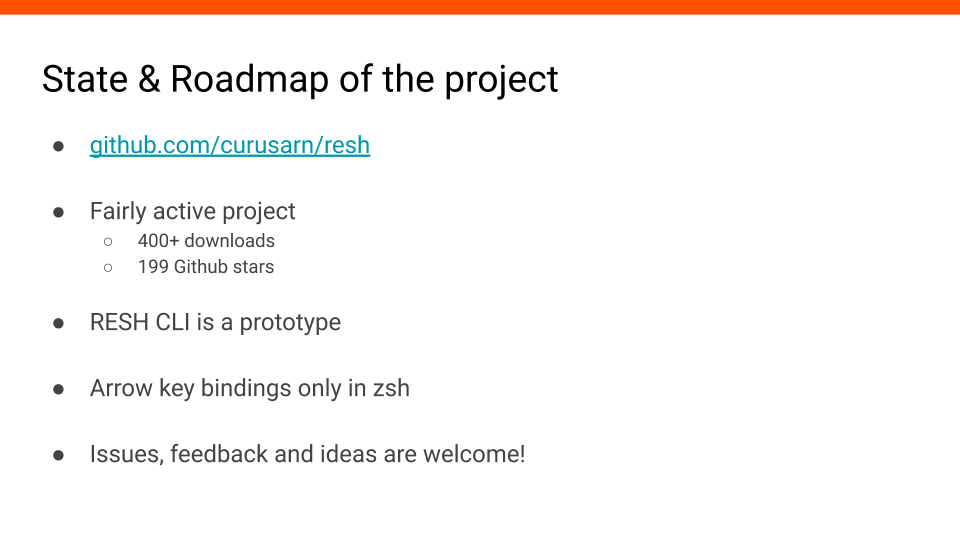 State & Roadmap of the project
● github.com/curusarn/resh
● Fairly active project
○ 400+ downloads
○ 199 Github stars
● RESH CLI is a prototype
● Arrow key bindings only in zsh
● Issues, feedback and ideas are welcome!